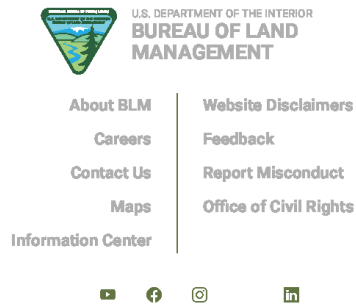 U.S. DEPARTMENT OF THE INTERIOR
BUREAU OF LAND
MANAGEMENT
About BLM
Careers
Contact Us
Maps
Information Center
Website Disclaimers
Feedback
Report Misconduct
Office of Civil Rights